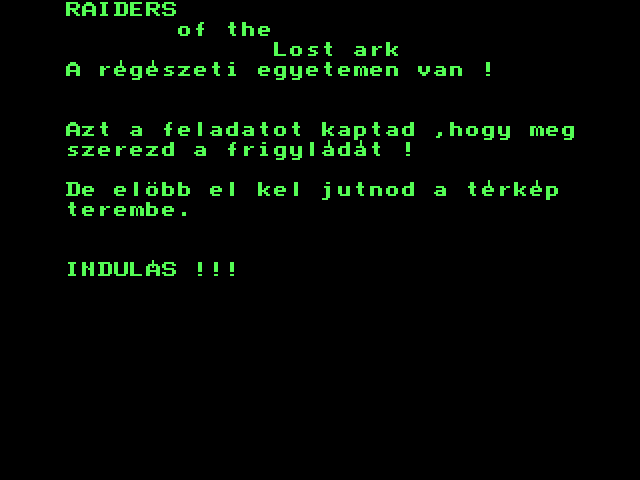 RAIDERS
of the
Lost ark
A régészeti egyetemen van !
Azt a feladatot kaptad ,hogy meg
szerezd a frigyládát !
De elöbb el kel jutnod a térkép
terembe.
INDULÁS !!!